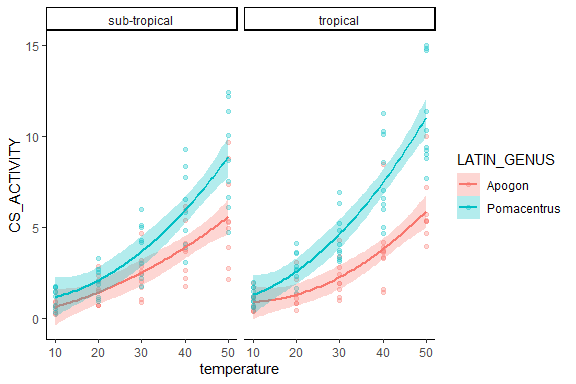 sub-tropical tropical
15
10
5
0
CS_ACTIVITY
10 20 30 40 50 10 20 30 40 50
temperature
LATIN_GENUS
Apogon
Pomacentrus